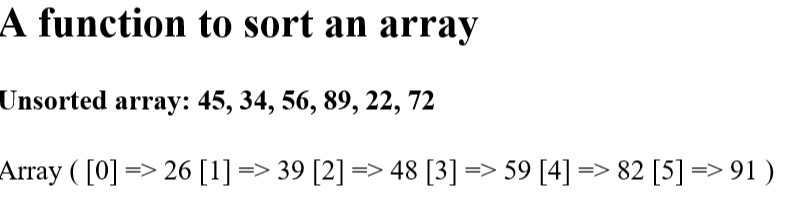 A function to sort an array
Unsorted array: 45, 34, 56, 89, 22, 72
Array ( [0] => 26 [1] => 39 [2] => 48 [3] => 59 [4] => 82 [5] => 91 )